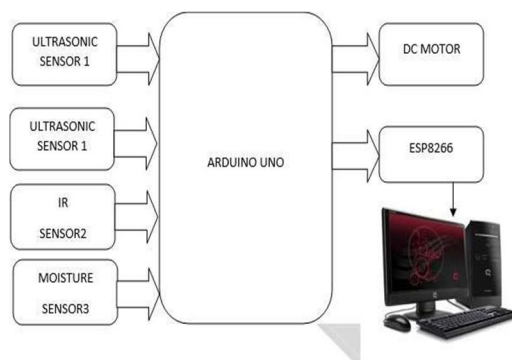 ULTRASONIC
SENSOR 1
ULTRASONIC
SENSOR 1
IR
SENSOR2
MOISTURE
SENSOR3
ARDUINO UNO
DC MOTOR
ESP8266